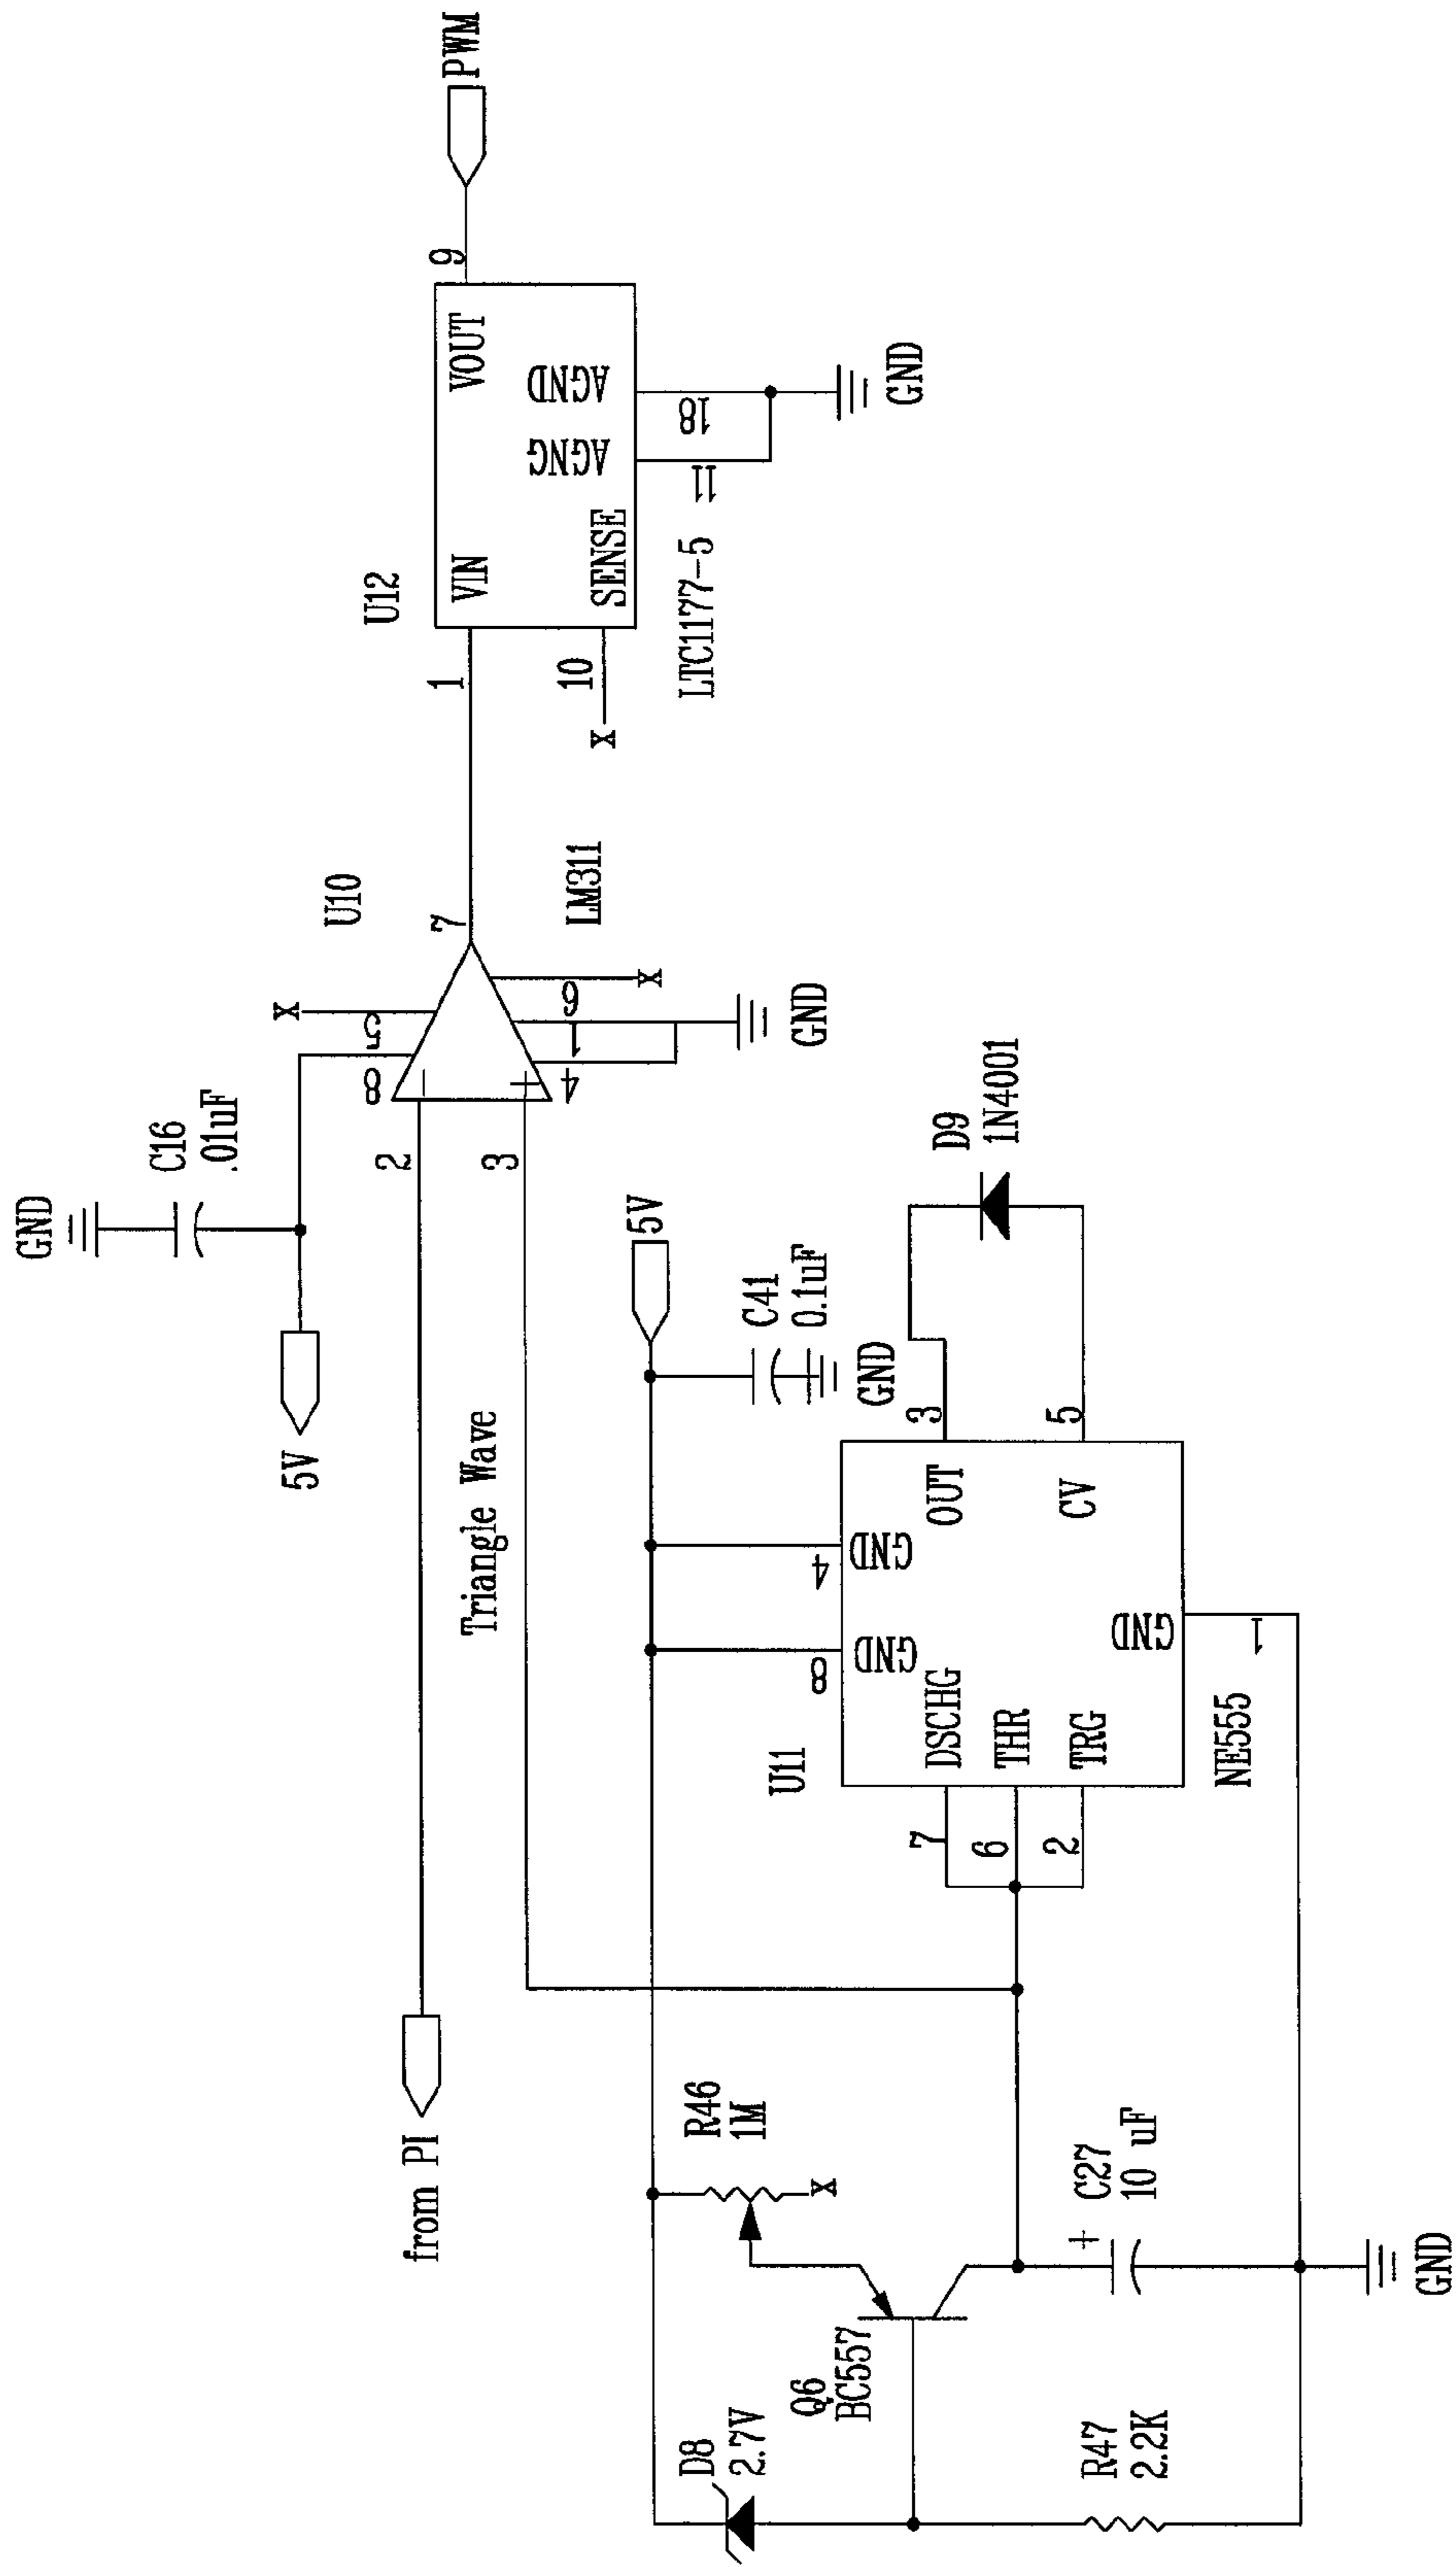 GND
C16
.01uF
5V
x
U10
U12
8
5
from PI
2
7
1
VIN
VOUT
9
PWM
Triangle Wave
3
4
1
6
x
LM311
10
x
SENSE
AGNG
AGND
11
18
LTC1177-5
GND
GND
5V
D8
2.7V
R46
1M
x
C41
0.1uF
GND
U11
8
4
GND
GND
Q6
BC557
7
DSCHG
OUT
3
D9
1N4001
6
THR
2
TRG
CV
5
GND
1
R47
2.2K
+
C27
10 uF
NE555
GND